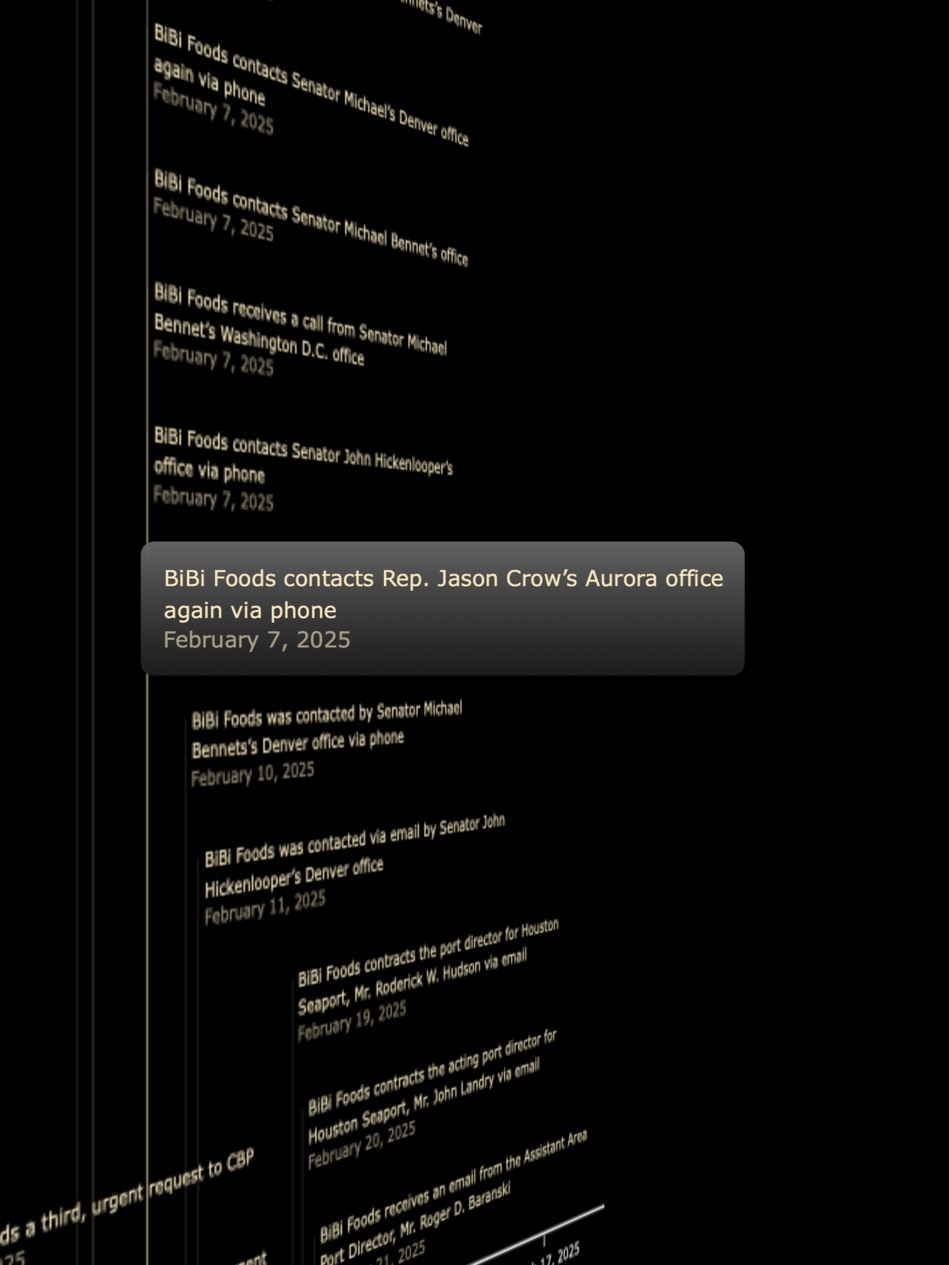 nnets's Denver
BiBi Foods contacts Senator Michael's Denver office
again via phone
February 7, 2025
BiBi Foods contacts Senator Michael Bennet's office
February 7, 2025
BiBi Foods receives a call from Senator Michael
Bennet's Washington D.C. office
February 7, 2025
BiBi Foods contacts Senator John Hickenlooper's
office via phone
February 7, 2025
BiBi Foods contacts Rep. Jason Crow’s Aurora office
again via phone
February 7, 2025
BiBi Foods was contacted by Senator Michael
Bennets's Denver office via phone
February 10, 2025
BiBi Foods was contacted via email by Senator John
Hickenlooper's Denver office
February 11, 2025
BiBi Foods contracts the port director for Houston
Seaport, Mr. Roderick W. Hudson via email
February 19, 2025
BiBi Foods contracts the acting port director for
Houston Seaport, Mr. John Landry via email
February 20, 2025
ds a third, urgent request to CBP
BiBi Foods receives an email from the Assistant Area
Port Director, Mr. Roger D. Baranski
21, 2025
17, 2025